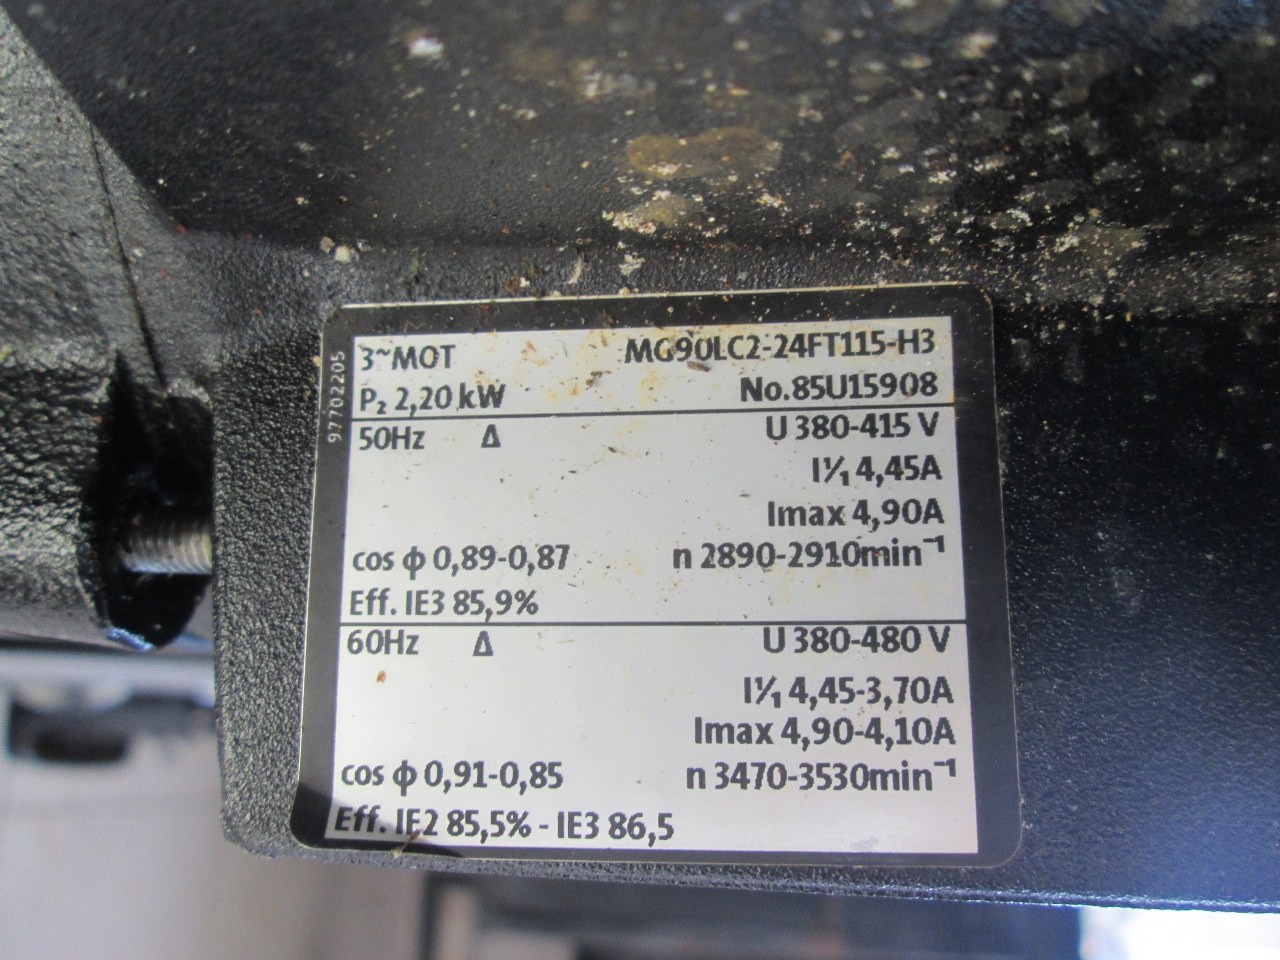 97702205
3~MOT MG90LC2-24FT115-H3
P₂ 2,20 kW No.85U15908
50Hz Δ U 380-415 V
I¹⁄₁ 4,45A
Imax 4,90A
cos ϕ 0,89-0,87 n 2890-2910min⁻¹
Eff. IE3 85,9%
60Hz Δ U 380-480 V
I¹⁄₁ 4,45-3,70A
Imax 4,90-4,10A
cos ϕ 0,91-0,85 n 3470-3530min⁻¹
Eff. IE2 85,5% - IE3 86,5